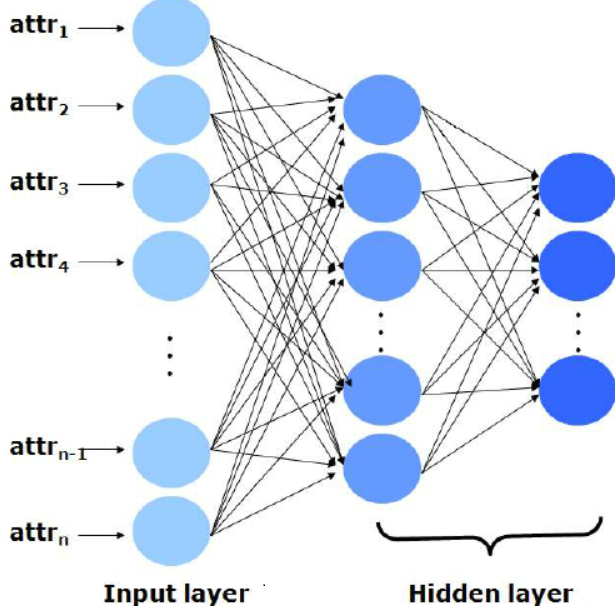 attr₁
attr₂
attr₃
attr₄
attrₙ₋₁
attrₙ
Input layer
Hidden layer